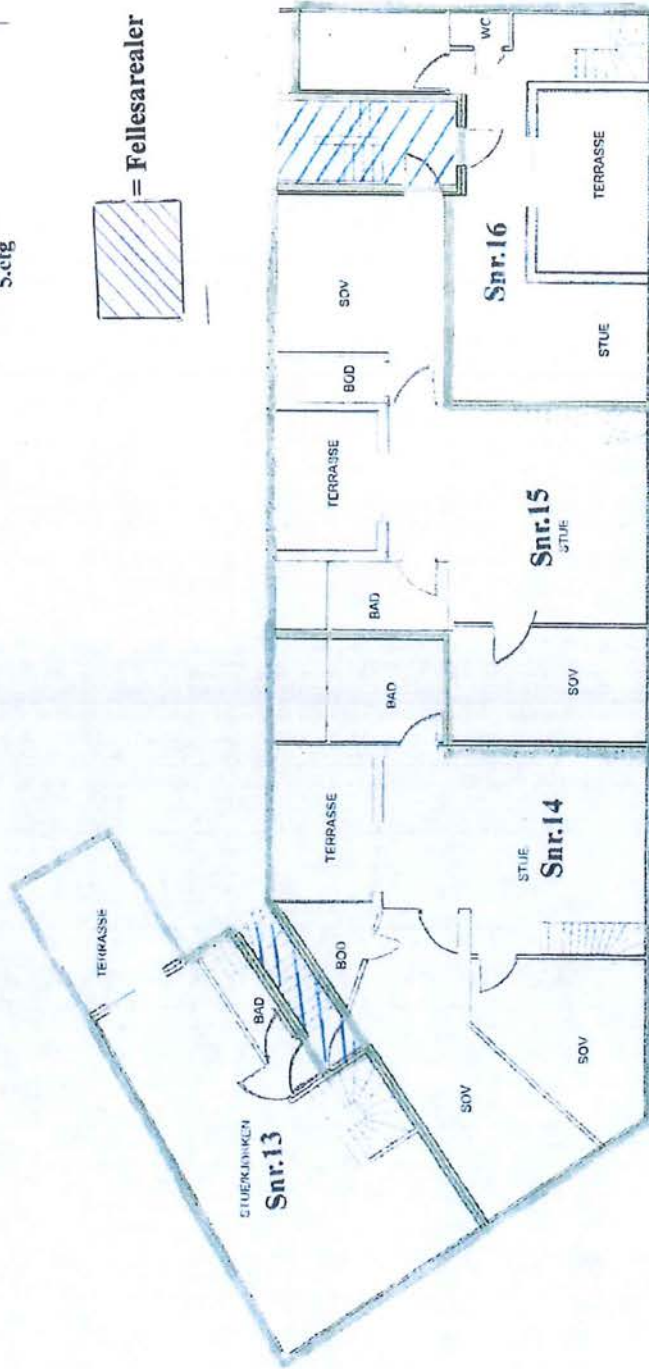 5.etg
= Fellesarealer
TERRASSE
BAD
STUE/KJØKKEN
Snr.13
BOD
TERRASSE
BAD
STUE
Snr.14
SOV
SOV
BAD
TERRASSE
BOD
SOV
Snr.15
STUE
SOV
WC
Snr.16
STUE
TERRASSE